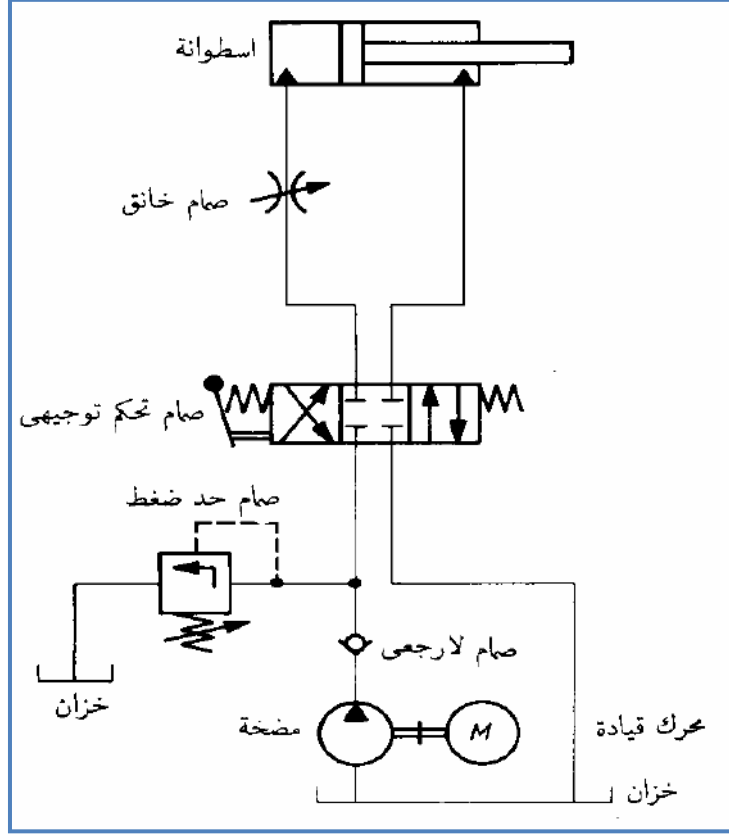 اسطوانة
صمام خانق
صمام تحكم توجيهى
صمام حد ضغط
صمام لارجعى
خزان
مضخة
M
محرك قيادة
خزان